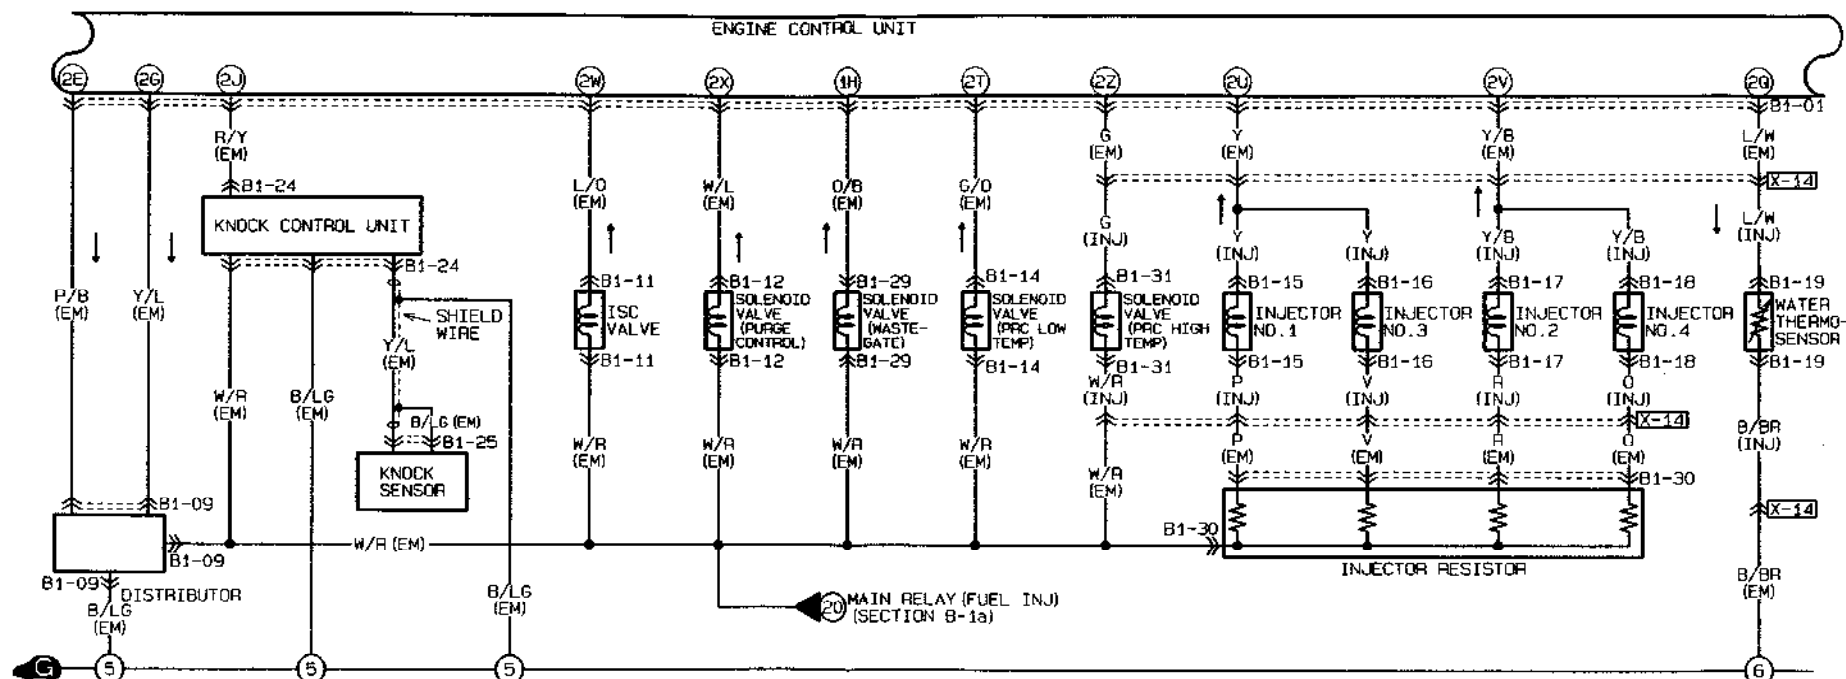 ENGINE CONTROL UNIT
2E 2G 2J 2W 2X 1H 2T 2Z 2U 2V 2Q
B1-01
R/Y
(EM)
G
(EM)
Y
(EM)
Y/B
(EM)
L/W
(EM)
B1-24
L/O
(EM)
W/L
(EM)
O/B
(EM)
G/O
(EM)
X-14
KNOCK CONTROL UNIT
G
(INJ)
Y
(INJ)
Y
(INJ)
Y/B
(INJ)
Y/B
(INJ)
L/W
(INJ)
B1-24
B1-11 B1-12 B1-29 B1-14 B1-31 B1-15 B1-16 B1-17 B1-18 B1-19
P/B
(EM)
Y/L
(EM)
SHIELD
WIRE
ISC
VALVE
SOLENOID
VALVE
(PURGE
CONTROL)
SOLENOID
VALVE
(WASTE-
GATE)
SOLENOID
VALVE
(PRC LOW
TEMP)
SOLENOID
VALVE
(PRC HIGH
TEMP)
INJECTOR
NO.1
INJECTOR
NO.3
INJECTOR
NO.2
INJECTOR
NO.4
WATER
THERMO-
SENSOR
Y/L
(EM)
B1-11 B1-12 B1-29 B1-14 B1-31 B1-15 B1-16 B1-17 B1-18 B1-19
W/R
(EM)
B/LG
(EM)
W/R
(INJ)
P
(INJ)
V
(INJ)
R
(INJ)
O
(INJ)
B/LG (EM)
B1-25
X-14
B/BR
(INJ)
W/R
(EM)
W/R
(EM)
W/R
(EM)
W/R
(EM)
W/R
(EM)
P
(EM)
V
(EM)
R
(EM)
O
(EM)
KNOCK
SENSOR
B1-30
B1-09
X-14
W/R (EM)
B1-09
B1-30
B1-09
DISTRIBUTOR
INJECTOR RESISTOR
B/LG
(EM)
B/LG
(EM)
20 MAIN RELAY (FUEL INJ)
(SECTION B-1a)
B/BR
(EM)
G 5 5 5 6